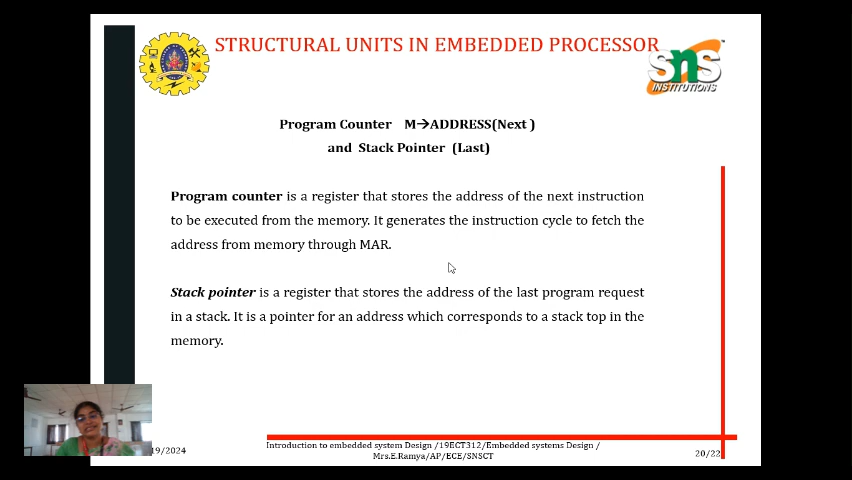 STRUCTURAL UNITS IN EMBEDDED PROCESSOR
SNS
INSTITUTIONS
Program Counter M→ADDRESS(Next )
and Stack Pointer (Last)
Program counter is a register that stores the address of the next instruction
to be executed from the memory. It generates the instruction cycle to fetch the
address from memory through MAR.
Stack pointer is a register that stores the address of the last program request
in a stack. It is a pointer for an address which corresponds to a stack top in the
memory.
19/2024
Introduction to embedded system Design /19ECT312/Embedded systems Design /
Mrs.E.Ramya/AP/ECE/SNSCT
20/22